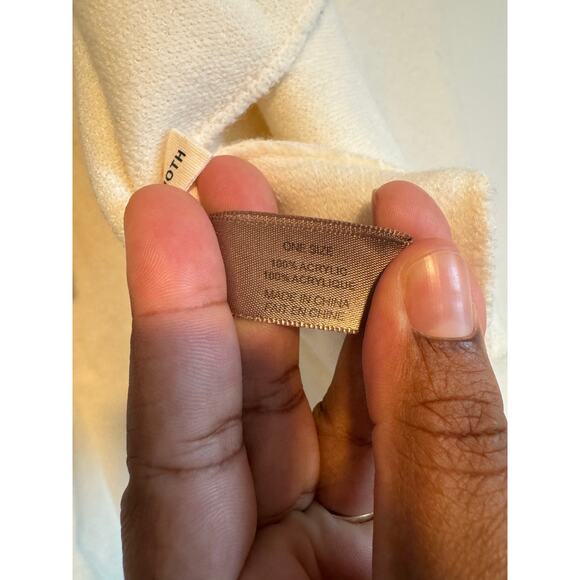 OTH
ONE SIZE
100% ACRYLIC
100% ACRYLIQUE
MADE IN CHINA
FAIT EN CHINE